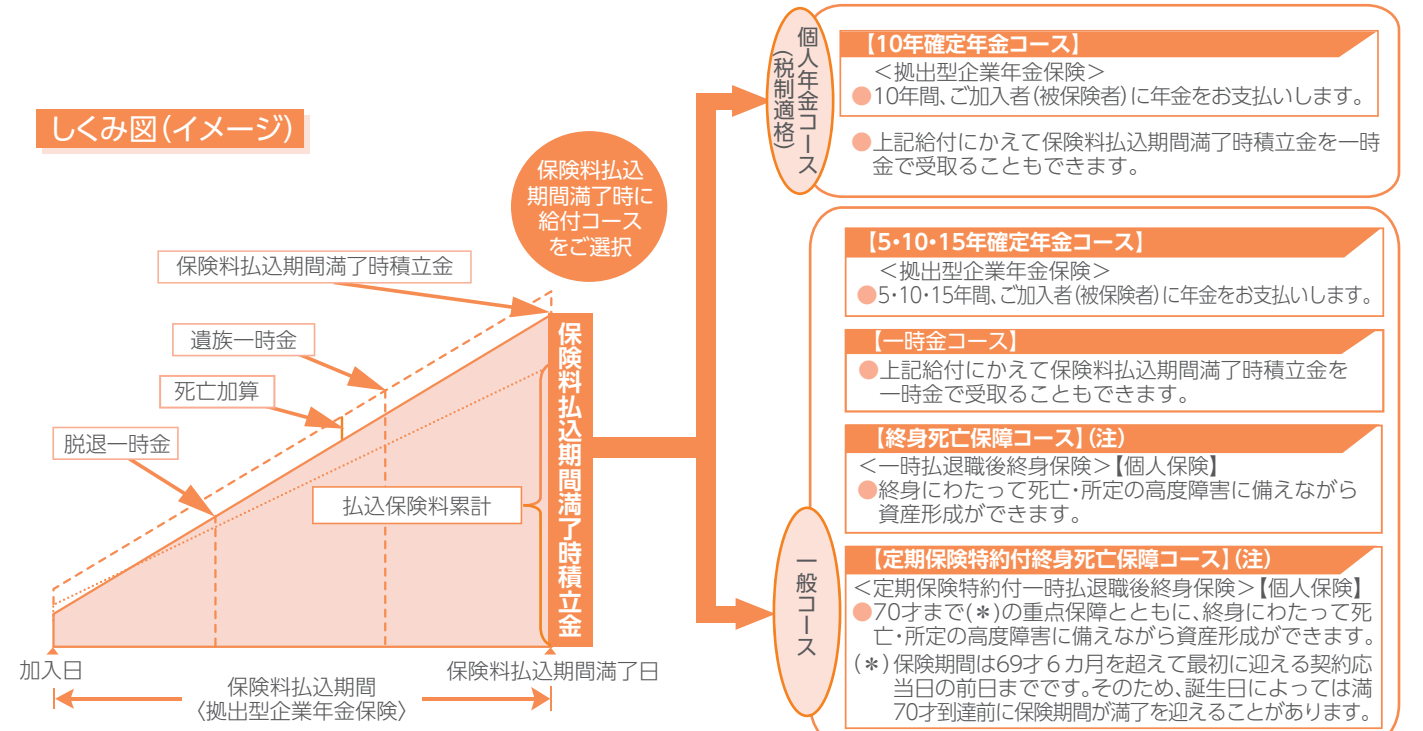 しくみ図(イメージ)
保険料払込
期間満了時に
給付コース
をご選択
保険料払込期間満了時積立金
遺族一時金
死亡加算
脱退一時金
払込保険料累計
保険料払込期間満了時積立金
加入日
保険料払込期間満了日
保険料払込期間
〈拠出型企業年金保険〉
個人年金コース
(税制適格)
【10年確定年金コース】
<拠出型企業年金保険>
●10年間、ご加入者(被保険者)に年金をお支払いします。
●上記給付にかえて保険料払込期間満了時積立金を一時
金で受取ることもできます。
一般コース
【5・10・15年確定年金コース】
<拠出型企業年金保険>
●5・10・15年間、ご加入者(被保険者)に年金をお支払いします。
【一時金コース】
●上記給付にかえて保険料払込期間満了時積立金を
一時金で受取ることもできます。
【終身死亡保障コース】(注)
<一時払退職後終身保険>【個人保険】
●終身にわたって死亡・所定の高度障害に備えながら
資産形成ができます。
【定期保険特約付終身死亡保障コース】(注)
<定期保険特約付一時払退職後終身保険>【個人保険】
●70才まで(＊)の重点保障とともに、終身にわたって死
亡・所定の高度障害に備えながら資産形成ができます。
(＊)保険期間は69才6カ月を超えて最初に迎える契約応
当日の前日までです。そのため、誕生日によっては満
70才到達前に保険期間が満了を迎えることがあります。